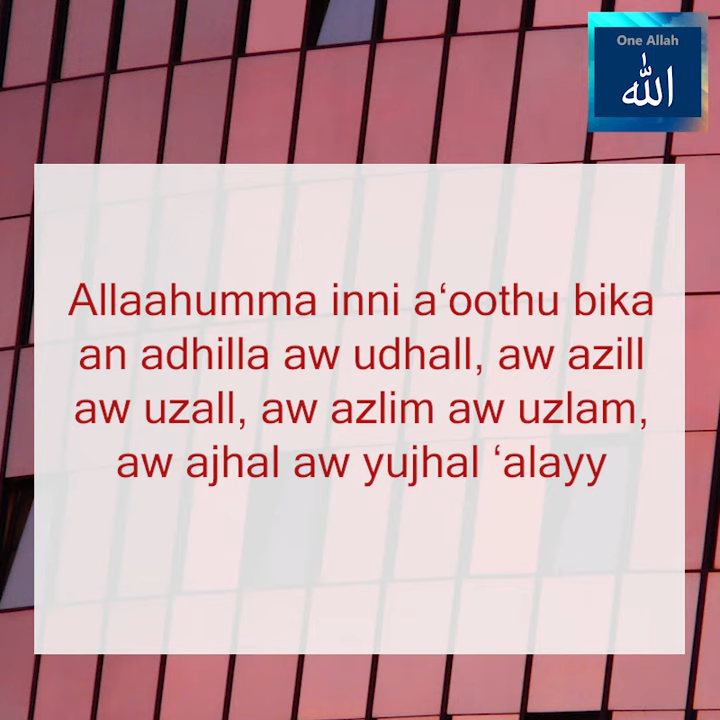 One Allah
الله
Allaahumma inni a‘oothu bika
an adhilla aw udhall, aw azill
aw uzall, aw azlim aw uzlam,
aw ajhal aw yujhal ‘alayy